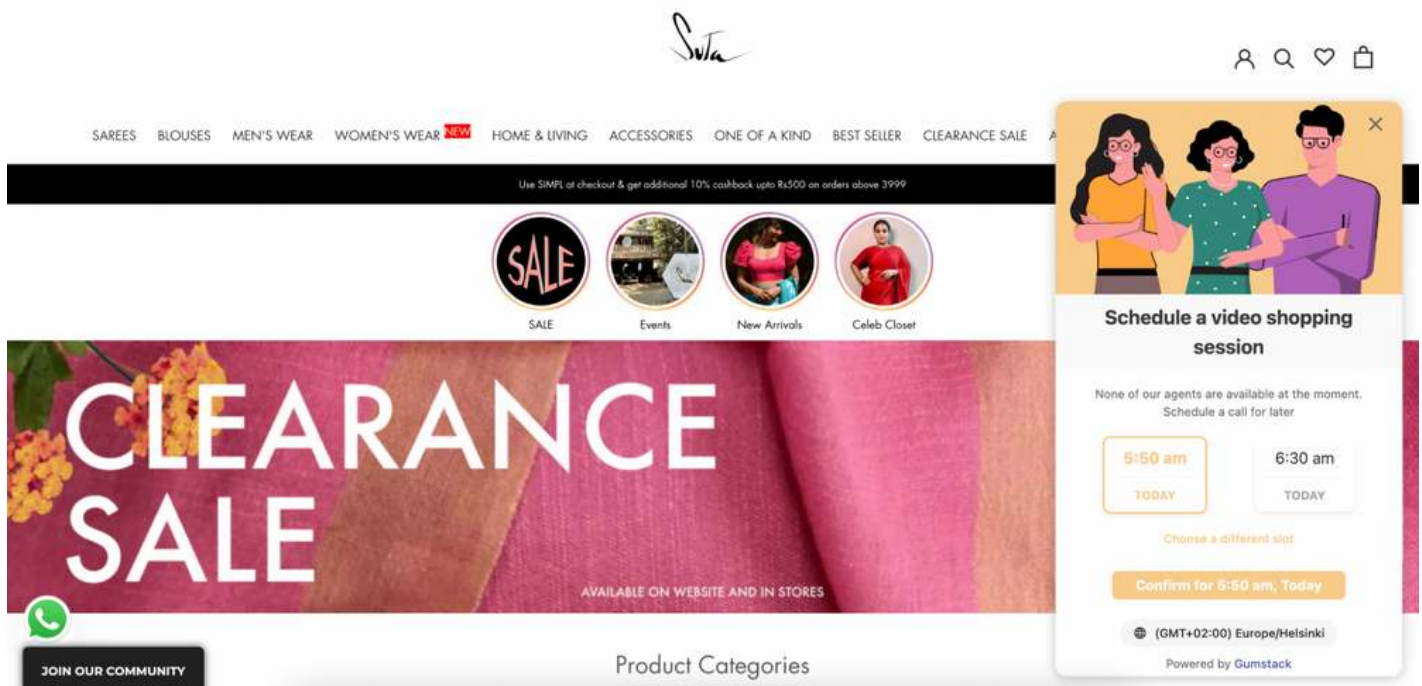 Suta
SAREES BLOUSES MEN'S WEAR WOMEN'S WEAR NEW HOME & LIVING ACCESSORIES ONE OF A KIND BEST SELLER CLEARANCE SALE A
Use SIMPL at checkout & get additional 10% cashback upto Rs500 on orders above 3999
SALE
SALE Events New Arrivals Celeb Closet
CLEARANCE
SALE
AVAILABLE ON WEBSITE AND IN STORES
JOIN OUR COMMUNITY
Product Categories
Schedule a video shopping
session
None of our agents are available at the moment.
Schedule a call for later
5:50 am 6:30 am
TODAY TODAY
Choose a different slot
Confirm for 5:50 am, Today
(GMT+02:00) Europe/Helsinki
Powered by Gumstack